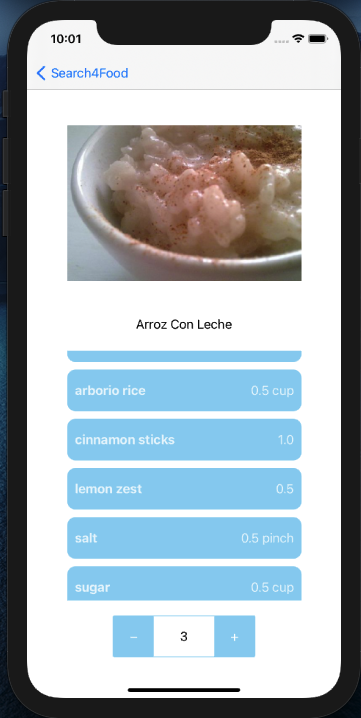 10:01
Search4Food
Arroz Con Leche
arborio rice 0.5 cup
cinnamon sticks 1.0
lemon zest 0.5
salt 0.5 pinch
sugar 0.5 cup
− 3 +